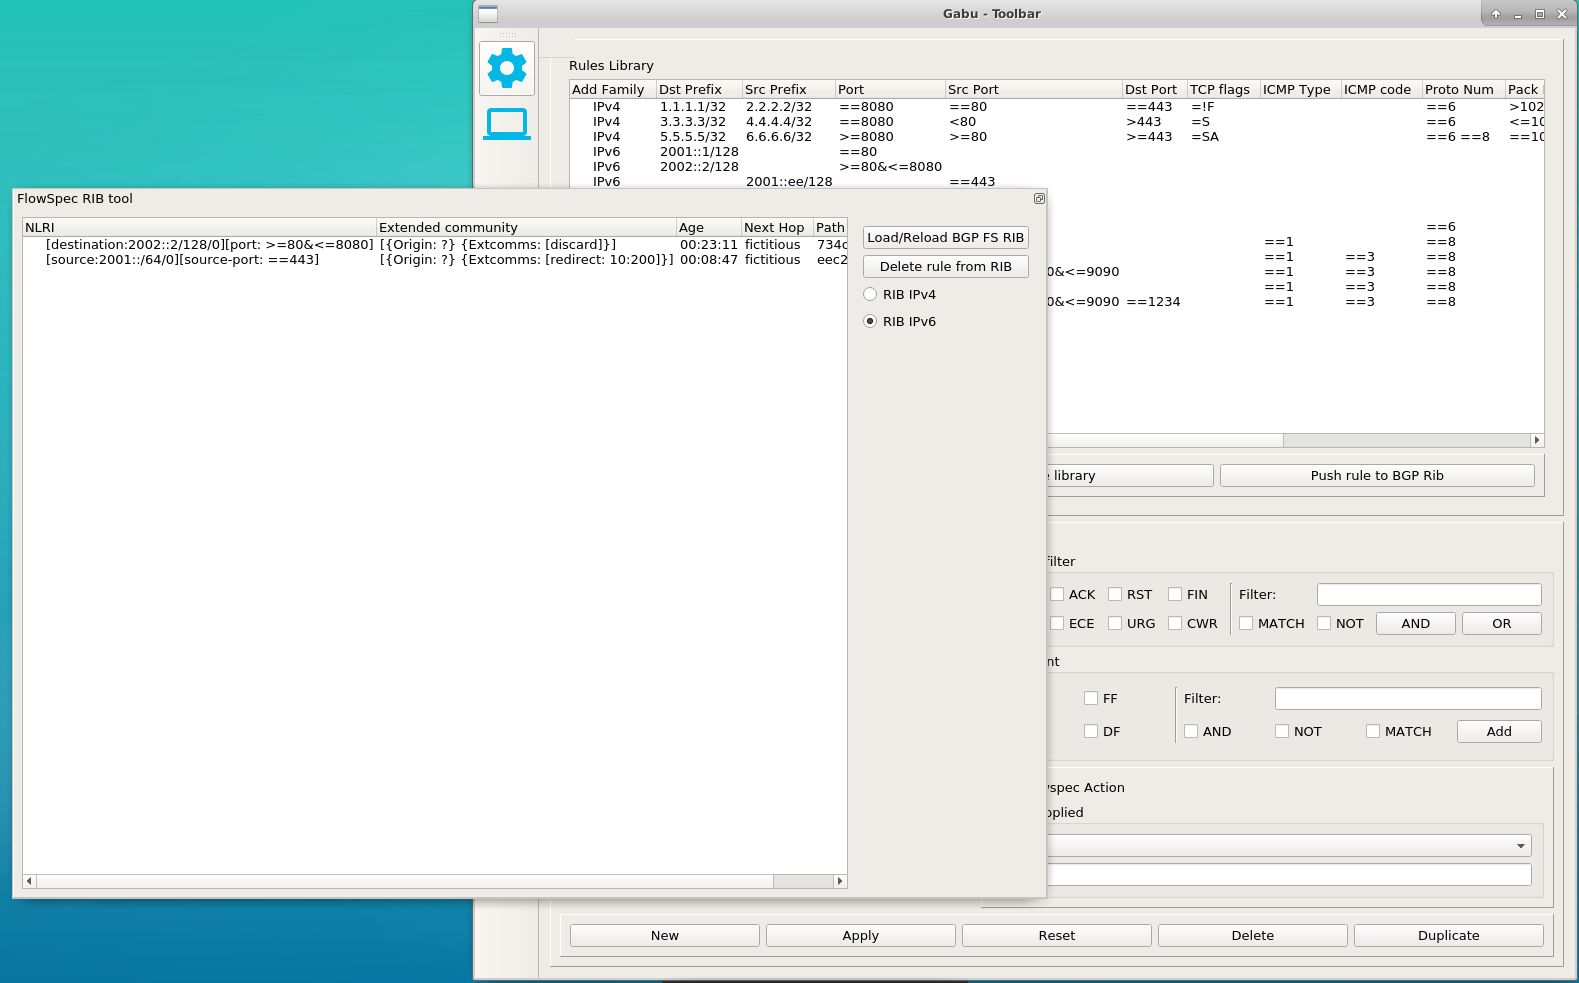 Gabu - Toolbar
Rules Library
Add Family Dst Prefix Src Prefix Port Src Port Dst Port TCP flags ICMP Type ICMP code Proto Num Pack
IPv4 1.1.1.1/32 2.2.2.2/32 ==8080 ==80 ==443 =!F ==6 >102
IPv4 3.3.3.3/32 4.4.4.4/32 ==8080 <80 >443 =S ==6 <=10
IPv4 5.5.5.5/32 6.6.6.6/32 >=8080 >=80 >=443 =SA ==6 ==8 ==10
IPv6 2001::1/128 ==80
IPv6 2002::2/128 >=80&<=8080
IPv6 2001::ee/128 ==443
==6
==1 ==8
==1 ==3 ==8
0&<=9090 ==1 ==3 ==8
==1 ==3 ==8
0&<=9090 ==1234 ==1 ==3 ==8
FlowSpec RIB tool
NLRI Extended community Age Next Hop Path
[destination:2002::2/128/0][port: >=80&<=8080] [{Origin: ?} {Extcomms: [discard]}] 00:23:11 fictitious 734c
[source:2001::/64/0][source-port: ==443] [{Origin: ?} {Extcomms: [redirect: 10:200]}] 00:08:47 fictitious eec2
Load/Reload BGP FS RIB
Delete rule from RIB
RIB IPv4
RIB IPv6
library Push rule to BGP Rib
ilter
ACK RST FIN Filter:
ECE URG CWR MATCH NOT AND OR
nt
FF Filter:
DF AND NOT MATCH Add
vspec Action
pplied
New Apply Reset Delete Duplicate